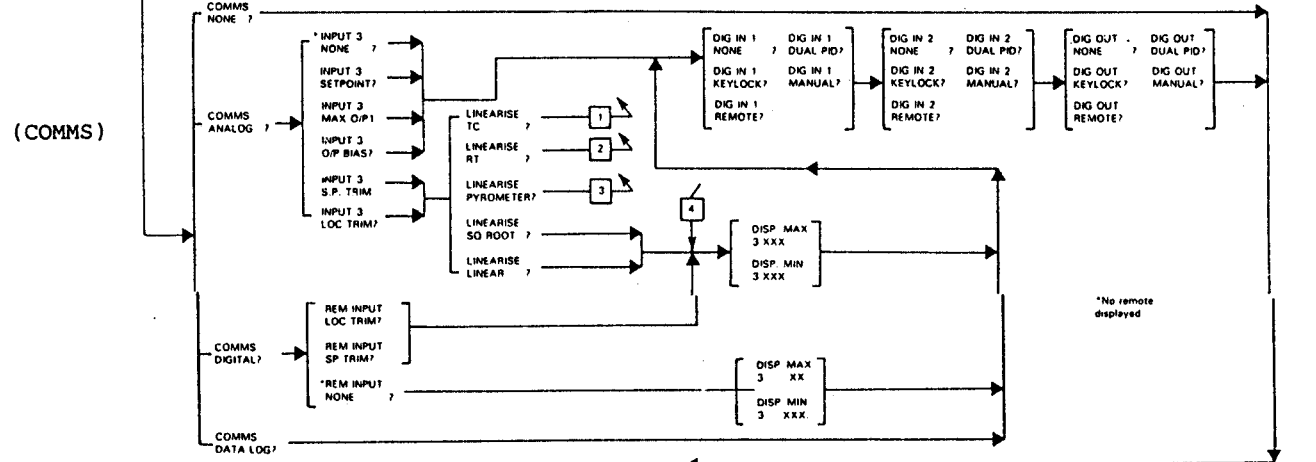 COMMS
NONE ?
(COMMS)
COMMS
ANALOG ?
*INPUT 3
NONE ?
INPUT 3
SETPOINT?
INPUT 3
MAX O/P1
INPUT 3
O/P BIAS?
INPUT 3
S.P. TRIM
INPUT 3
LOC TRIM?
LINEARISE
TC ?
1
LINEARISE
RT ?
2
LINEARISE
PYROMETER?
3
LINEARISE
SQ ROOT ?
LINEARISE
LINEAR ?
4
DISP MAX
3 XXX
DISP. MIN
3 XXX
DIG IN 1
NONE ?
DIG IN 1
DUAL PID?
DIG IN 1
KEYLOCK?
DIG IN 1
MANUAL?
DIG IN 1
REMOTE?
DIG IN 2
NONE ?
DIG IN 2
DUAL PID?
DIG IN 2
KEYLOCK?
DIG IN 2
MANUAL?
DIG IN 2
REMOTE?
DIG OUT .
NONE ?
DIG OUT
DUAL PID?
DIG OUT
KEYLOCK?
DIG OUT
MANUAL?
DIG OUT
REMOTE?
*No remote
displayed
COMMS
DIGITAL?
REM INPUT
LOC TRIM?
REM INPUT
SP TRIM?
*REM INPUT
NONE ?
DISP MAX
3 XX
DISP MIN
3 XXX.
COMMS
DATA LOG?